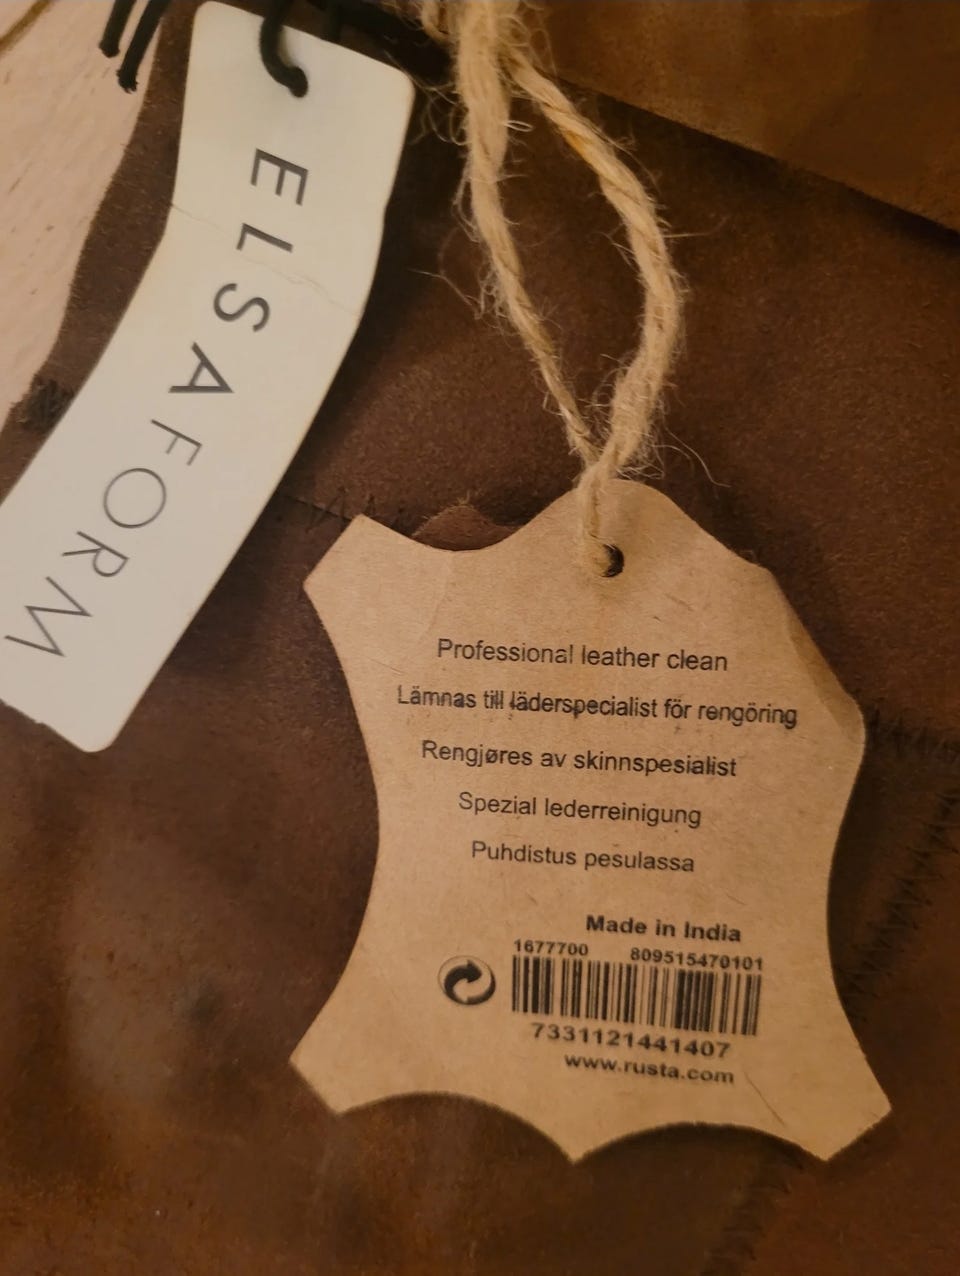 ELSAFORM
Professional leather clean
Lämnas till läderspecialist för rengöring
Rengjøres av skinnspesialist
Spezial lederreinigung
Puhdistus pesulassa
Made in India
1677700 809515470101
7331121441407
www.rusta.com